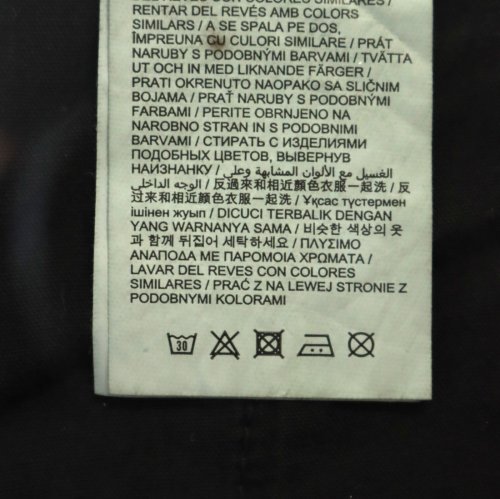 RENTAR DEL REVÉS AMB COLORS
SIMILARS / A SE SPALA PE DOS,
ÎMPREUNA CU CULORI SIMILARE / PRÁT
NARUBY S PODOBNÝMI BARVAMI / TVÄTTA
UT OCH IN MED LIKNANDE FÄRGER /
PRATI OKRENUTO NAOPAKO SA SLIČNIM
BOJAMA / PRAŤ NARUBY S PODOBNÝMI
FARBAMI / PERITE OBRNJENO NA
NAROBNO STRAN IN S PODOBNIMI
BARVAMI / СТИРАТЬ С ИЗДЕЛИЯМИ
ПОДОБНЫХ ЦВЕТОВ, ВЫВЕРНУВ
НАИЗНАНКУ / الغسيل مع الألوان المشابهة وعلى
الوجه الداخلي / 反過來和相近顏色衣服一起洗 / 反
过来和相近颜色衣服一起洗 / Ұқсас түстермен
ішінен жуып / DICUCI TERBALIK DENGAN
YANG WARNANYA SAMA / 비슷한 색상의 옷
과 함께 뒤집어 세탁하세요 / ΠΛΥΣΙΜΟ
ΑΝΑΠΟΔΑ ΜΕ ΠΑΡΟΜΟΙΑ ΧΡΩΜΑΤΑ /
LAVAR DEL REVES CON COLORES
SIMILARES / PRAĆ Z NA LEWEJ STRONIE Z
PODOBNYMI KOLORAMI
30